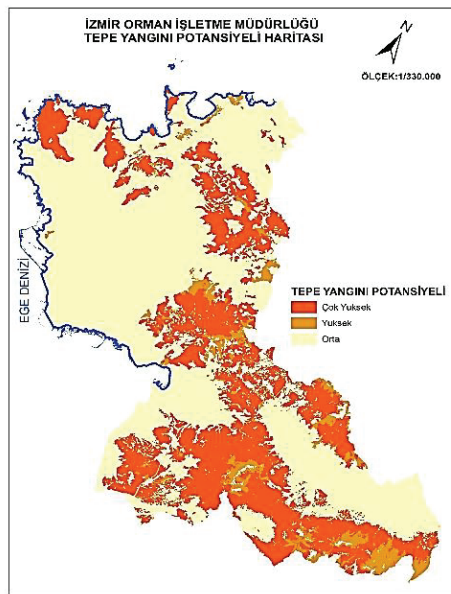 İZMİR ORMAN İŞLETME MÜDÜRLÜĞÜ
TEPE YANGINI POTANSİYELİ HARİTASI
ÖLÇEK:1/330.000
EGE DENİZİ
TEPE YANGINI POTANSİYELİ
Çok Yuksek
Yuksek
Orta